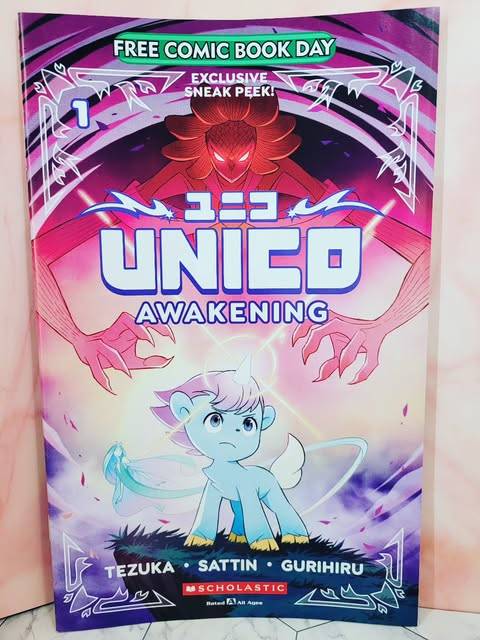 FREE COMIC BOOK DAY
EXCLUSIVE
SNEAK PEEK!
1
ユニコ
UNICO
AWAKENING
TEZUKA • SATTIN • GURIHIRU
SCHOLASTIC
Rated A All Ages